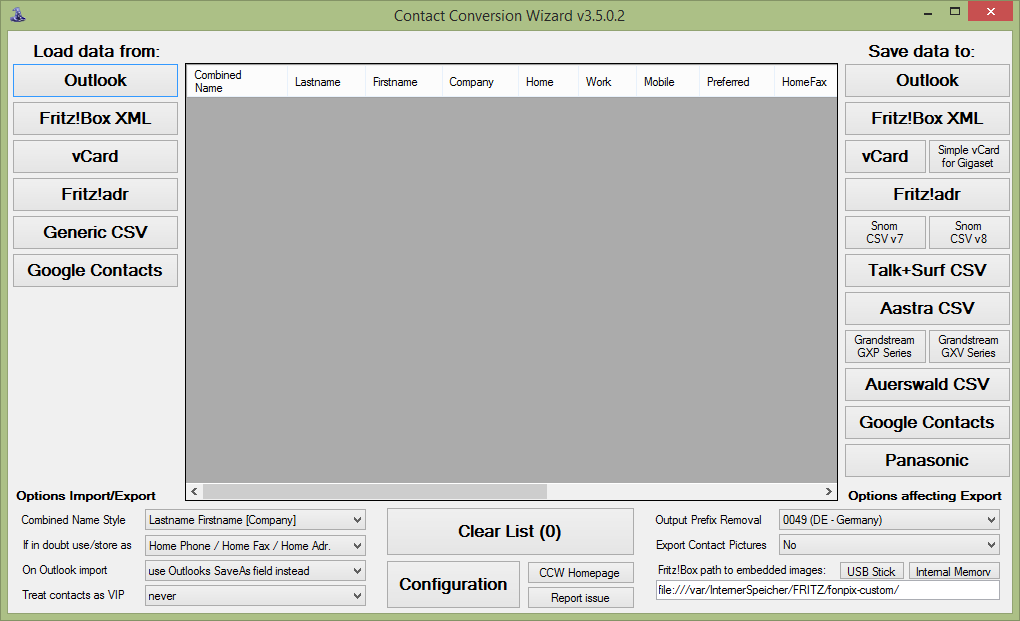 Contact Conversion Wizard v3.5.0.2
Load data from:
Outlook
Fritz!Box XML
vCard
Fritz!adr
Generic CSV
Google Contacts
Combined
Name
Lastname
Firstname
Company
Home
Work
Mobile
Preferred
HomeFax
Save data to:
Outlook
Fritz!Box XML
vCard
Simple vCard
for Gigaset
Fritz!adr
Snom
CSV v7
Snom
CSV v8
Talk+Surf CSV
Aastra CSV
Grandstream
GXP Series
Grandstream
GXV Series
Auerswald CSV
Google Contacts
Panasonic
Options Import/Export
Combined Name Style
Lastname Firstname [Company]
If in doubt use/store as
Home Phone / Home Fax / Home Adr.
On Outlook import
use Outlooks SaveAs field instead
Treat contacts as VIP
never
Clear List (0)
Configuration
CCW Homepage
Report issue
Options affecting Export
Output Prefix Removal
0049 (DE - Germany)
Export Contact Pictures
No
Fritz!Box path to embedded images:
USB Stick
Internal Memory
file:///var/InternerSpeicher/FRITZ/fonpix-custom/